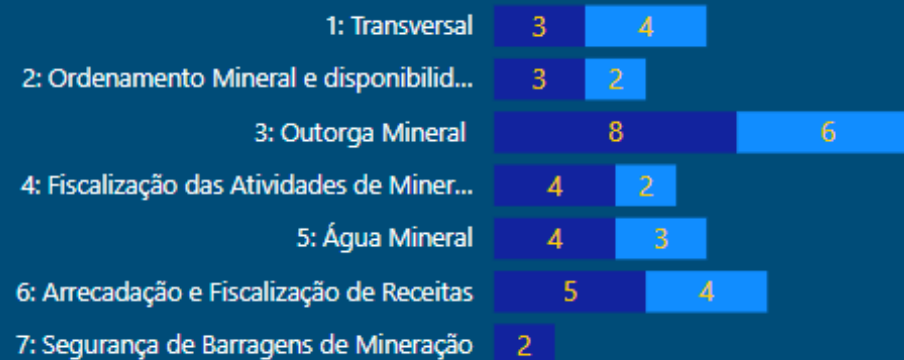 1: Transversal 3 4
2: Ordenamento Mineral e disponibilid... 3 2
3: Outorga Mineral 8 6
4: Fiscalização das Atividades de Miner... 4 2
5: Água Mineral 4 3
6: Arrecadação e Fiscalização de Receitas 5 4
7: Segurança de Barragens de Mineração 2